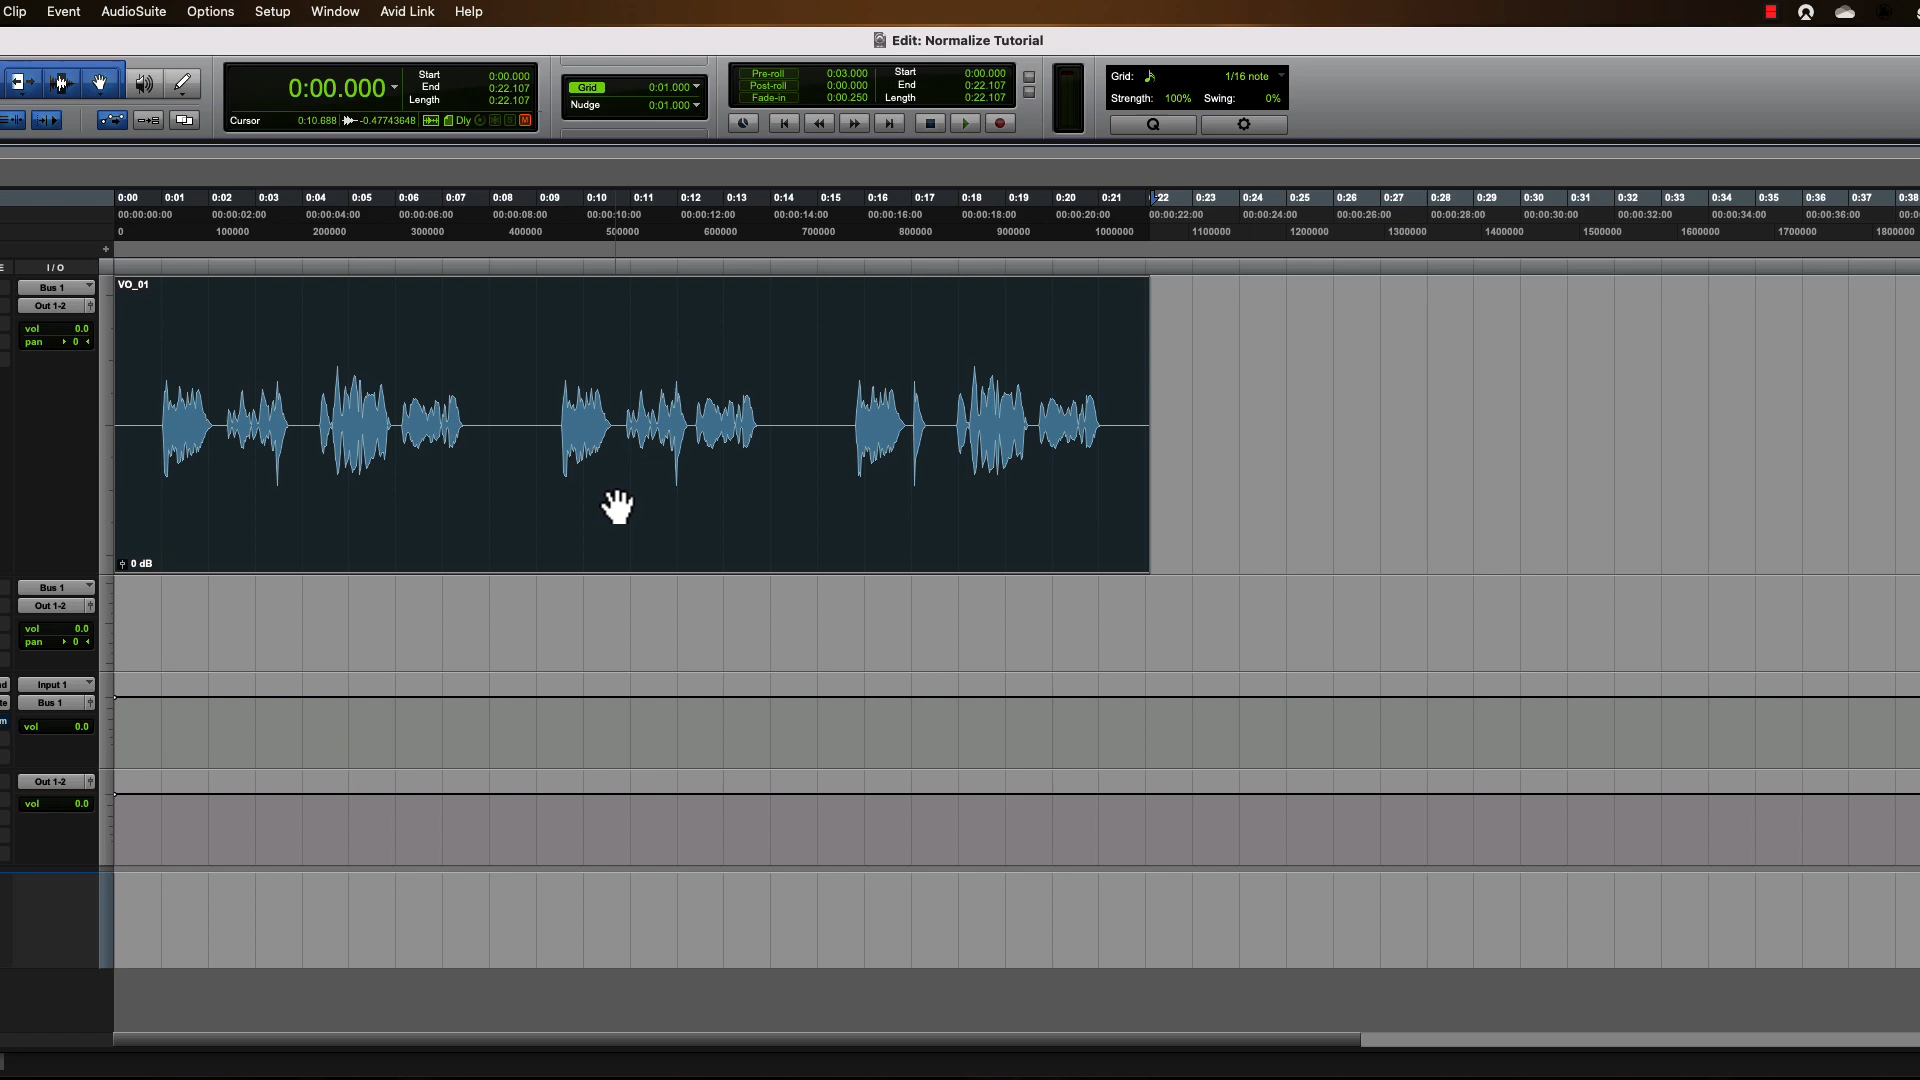 Clip Event AudioSuite Options Setup Window Avid Link Help
Edit: Normalize Tutorial
0:00.000
Start 0:00.000
End 0:22.107
Length 0:22.107
Cursor 0:10.688 -0.47743648 Dly
Grid 0:01.000
Nudge 0:01.000
Pre-roll 0:03.000
Post-roll 0:00.000
Fade-in 0:00.250
Start 0:00.000
End 0:22.107
Length 0:22.107
Grid: 1/16 note
Strength: 100% Swing: 0%
Q
0:00 0:01 0:02 0:03 0:04 0:05 0:06 0:07 0:08 0:09 0:10 0:11 0:12 0:13 0:14 0:15 0:16 0:17 0:18 0:19 0:20 0:21 :22 0:23 0:24 0:25 0:26 0:27 0:28 0:29 0:30 0:31 0:32 0:33 0:34 0:35 0:36 0:37 0:38
00:00:00:00 00:00:02:00 00:00:04:00 00:00:06:00 00:00:08:00 00:00:10:00 00:00:12:00 00:00:14:00 00:00:16:00 00:00:18:00 00:00:20:00 00:00:22:00 00:00:24:00 00:00:26:00 00:00:28:00 00:00:30:00 00:00:32:00 00:00:34:00 00:00:36:00
0 100000 200000 300000 400000 500000 600000 700000 800000 900000 1000000 1100000 1200000 1300000 1400000 1500000 1600000 1700000 1800000
I / O
Bus 1
Out 1-2
vol 0.0
pan 0
VO_01
0 dB
Bus 1
Out 1-2
vol 0.0
pan 0
Input 1
Bus 1
vol 0.0
Out 1-2
vol 0.0